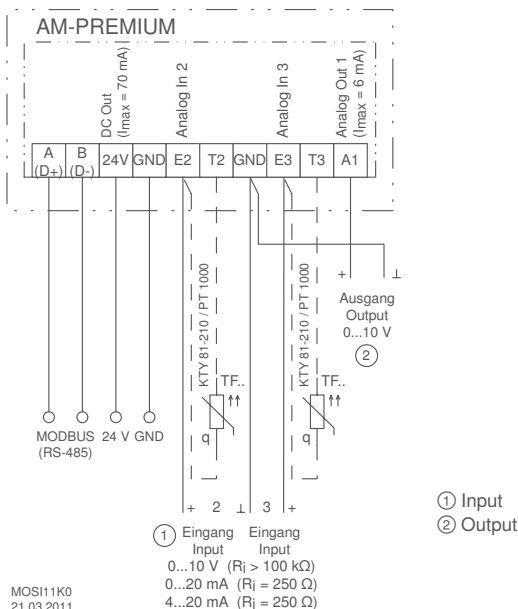 AM-PREMIUM
DC Out
(Imax = 70 mA)
Analog In 2
Analog In 3
Analog Out 1
(Imax = 6 mA)
A
(D+)
B
(D-)
24V
GND
E2
T2
GND
E3
T3
A1
KTY 81-210 / PT 1000
KTY 81-210 / PT 1000
+ ⊥
Ausgang
Output
0...10 V
2
TF..
TF..
q
q
MODBUS
(RS-485)
24 V
GND
+ 2 ⊥ 3 +
1 Eingang Eingang
Input Input
0...10 V (Ri > 100 kΩ)
0...20 mA (Ri = 250 Ω)
4...20 mA (Ri = 250 Ω)
1 Input
2 Output
MOSI11K0
21.03.2011